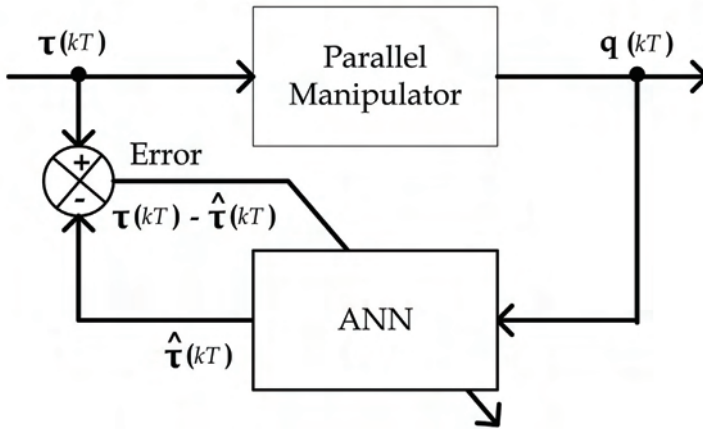 τ(kT)
Parallel
Manipulator
q(kT)
+
-
Error
τ(kT) - τ̂(kT)
ANN
τ̂(kT)